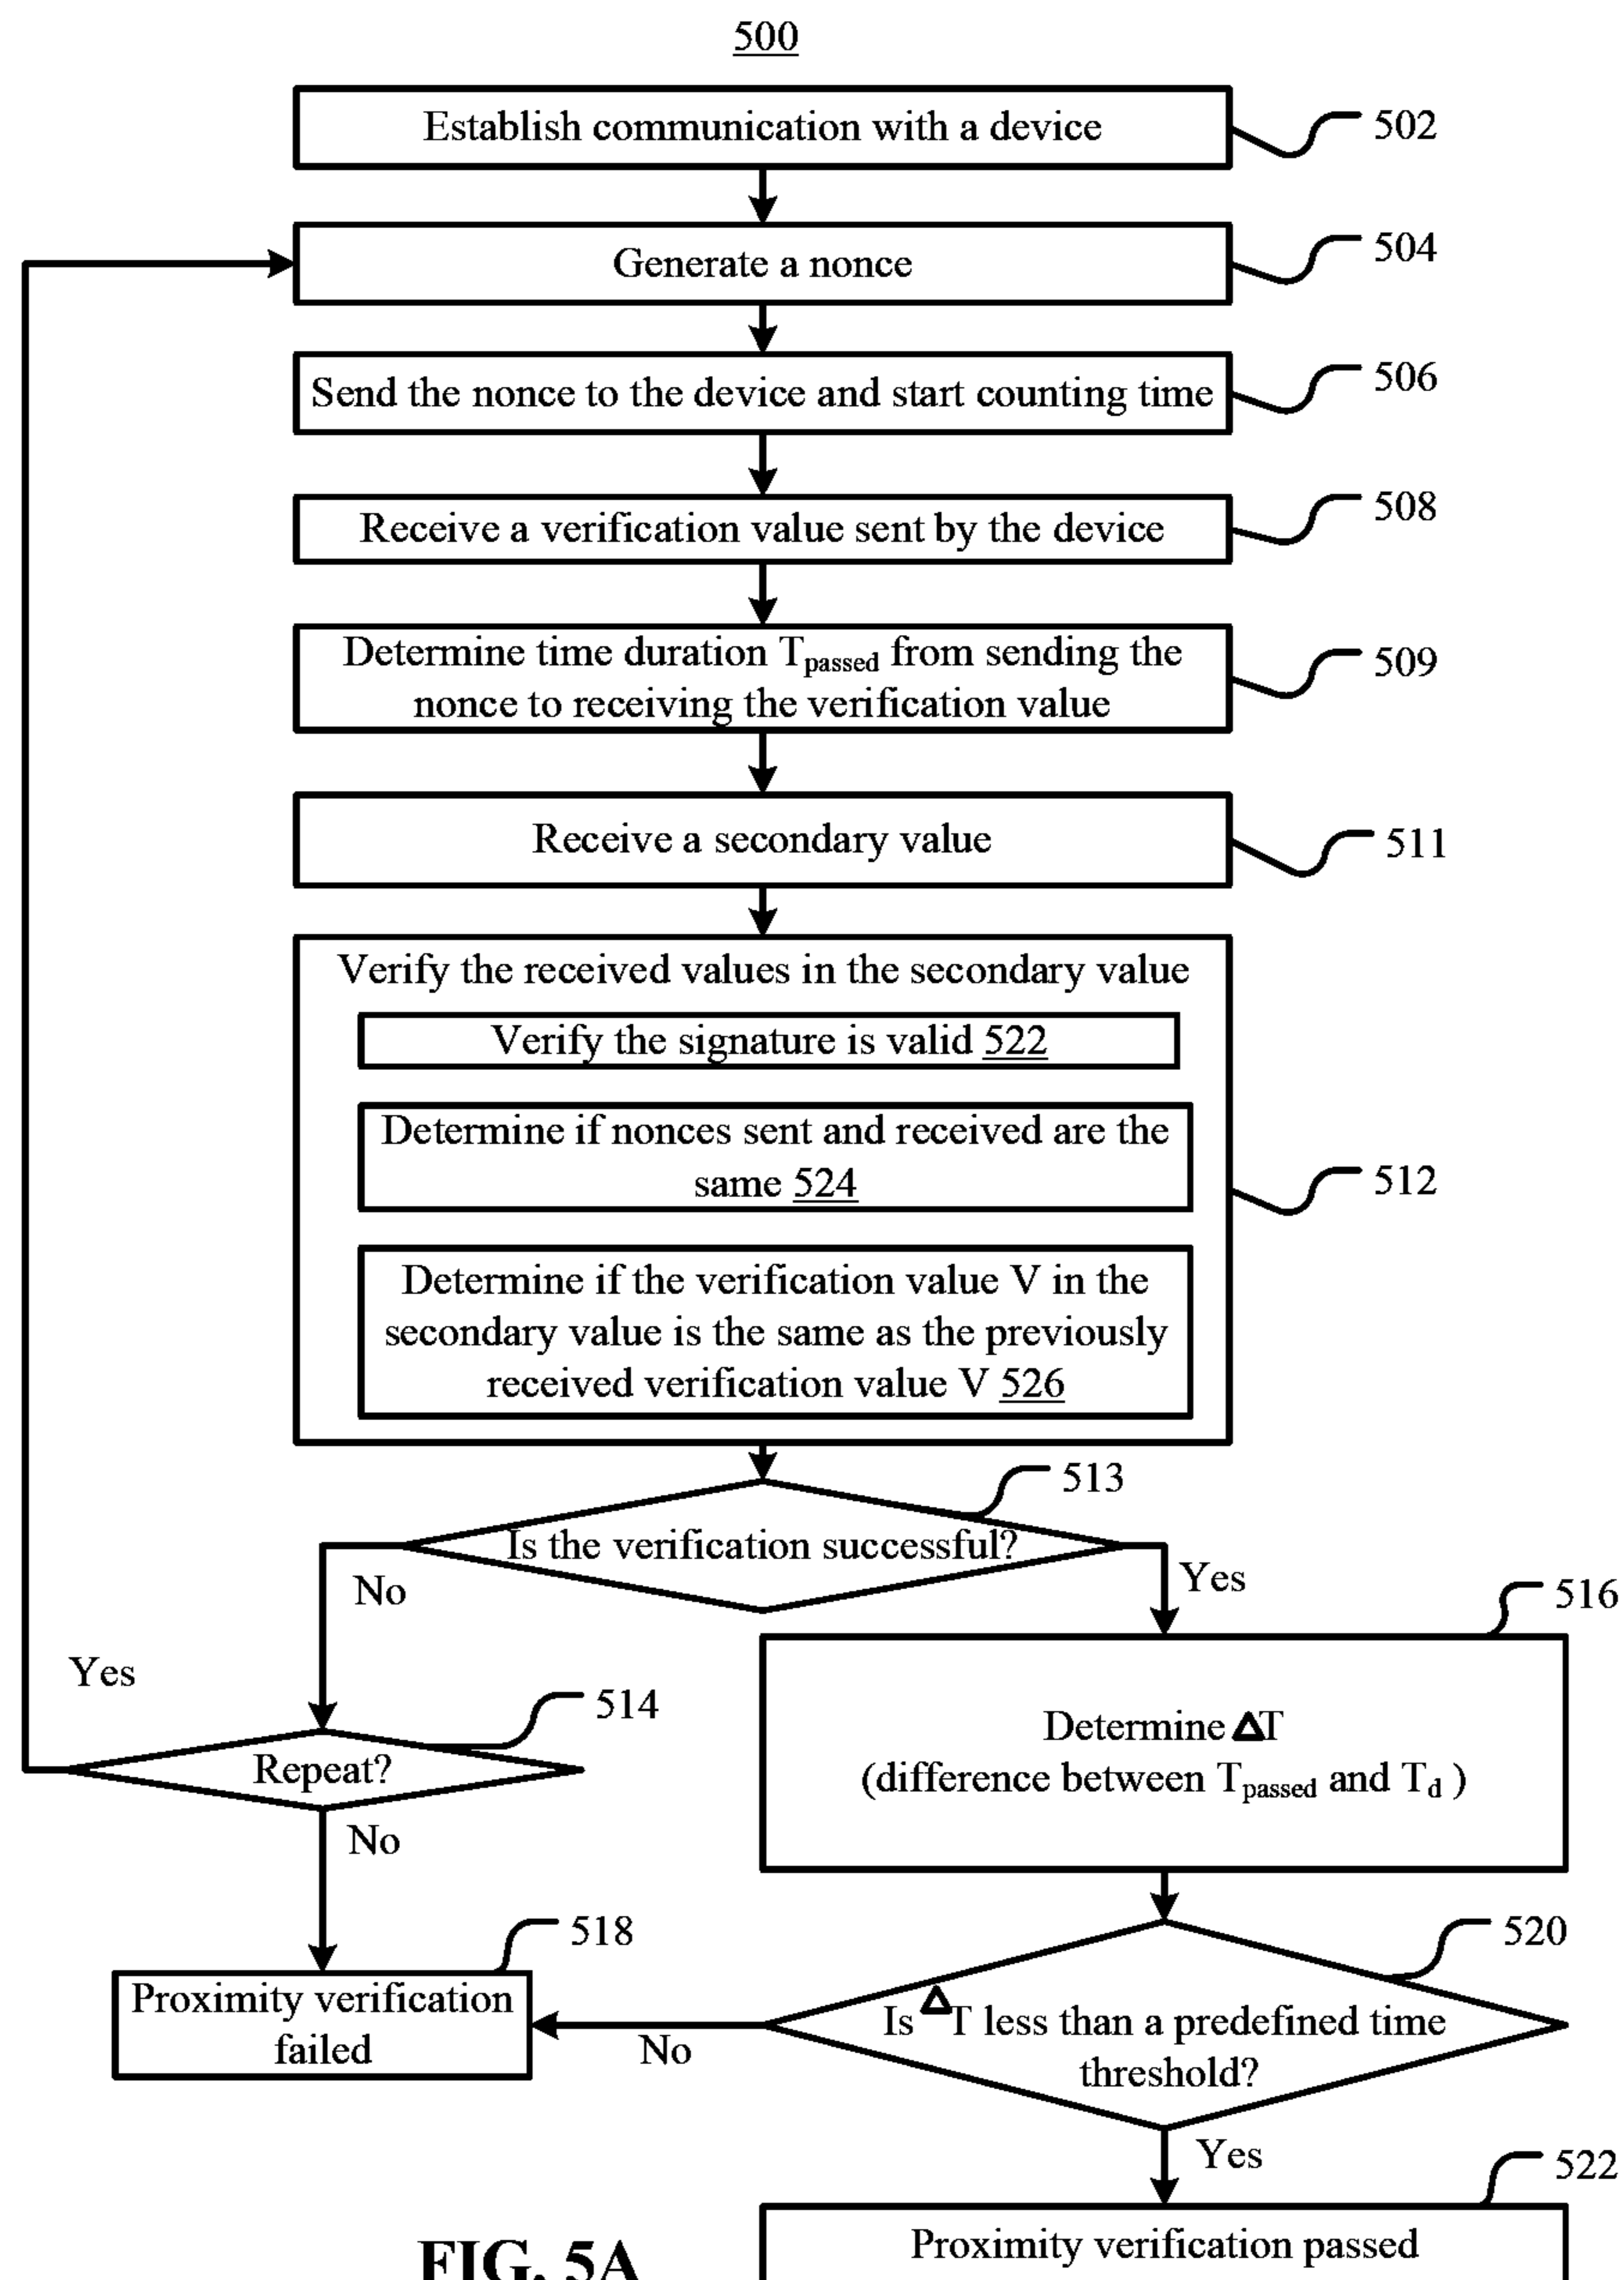 500
Establish communication with a device
502
Generate a nonce
504
Send the nonce to the device and start counting time
506
Receive a verification value sent by the device
508
Determine time duration Tpassed from sending the
nonce to receiving the verification value
509
Receive a secondary value
511
Verify the received values in the secondary value
Verify the signature is valid 522
Determine if nonces sent and received are the
same 524
512
Determine if the verification value V in the
secondary value is the same as the previously
received verification value V 526
513
Is the verification successful?
No
Yes
516
Yes
514
Repeat?
Determine ΔT
(difference between Tpassed and Td )
No
518
520
Proximity verification
failed
Is ΔT less than a predefined time
threshold?
No
Yes
522
Proximity verification passed
FIG. 5A